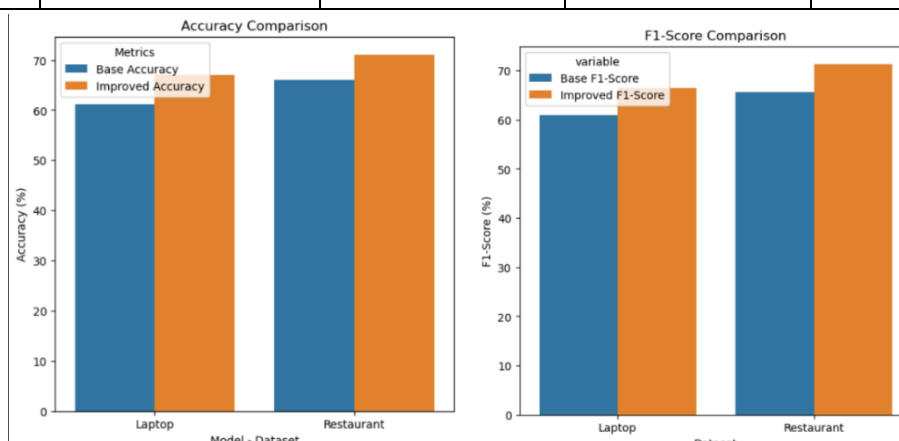 Accuracy Comparison
Metrics
Base Accuracy
Improved Accuracy
Accuracy (%)
70
60
50
40
30
20
10
0
Laptop
Restaurant
Model - Dataset
F1-Score Comparison
variable
Base F1-Score
Improved F1-Score
F1-Score (%)
70
60
50
40
30
20
10
0
Laptop
Restaurant